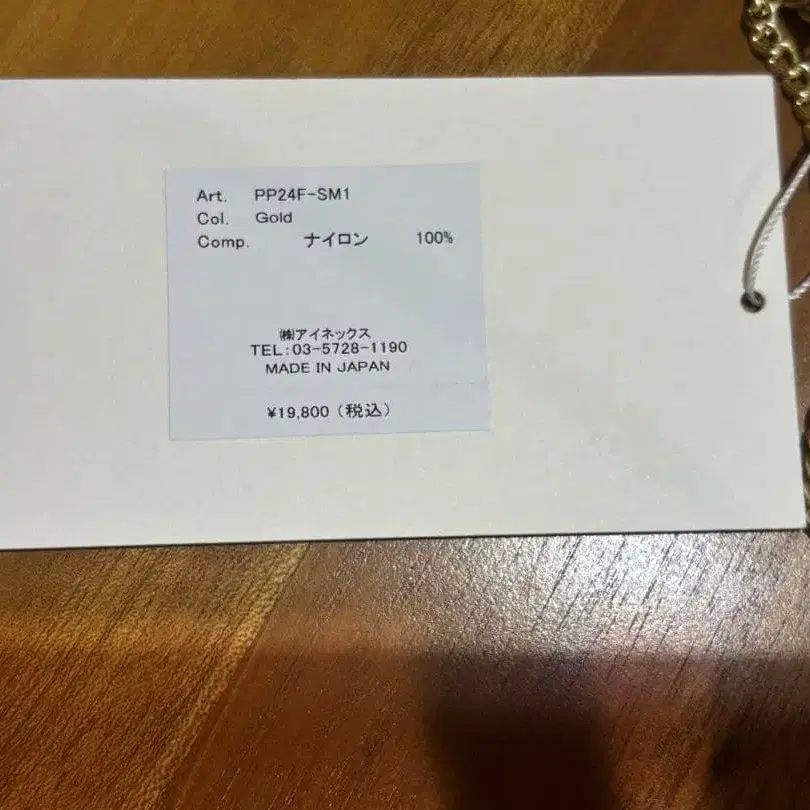 Art. PP24F-SM1
Col. Gold
Comp. ナイロン 100%
㈱アイネックス
TEL:03-5728-1190
MADE IN JAPAN
¥19,800（税込）